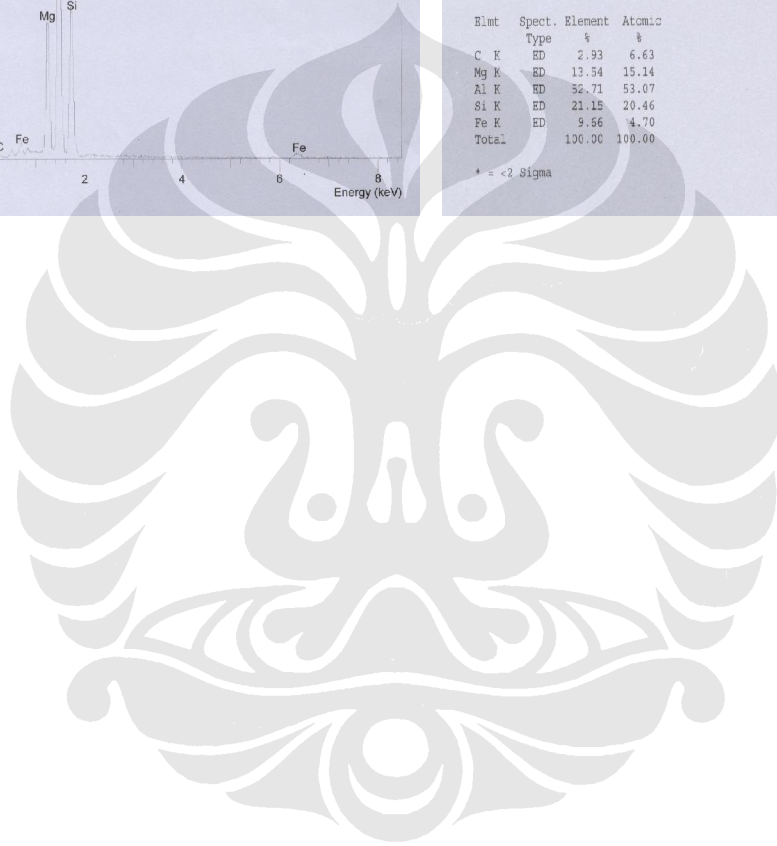 Mg
Si
C
Fe
Fe
2 4 6 8
Energy (keV)
Elmt Spect. Element Atomic
Type % %
C K ED 2.93 6.63
Mg K ED 13.54 15.14
Al K ED 52.71 53.07
Si K ED 21.15 20.46
Fe K ED 9.66 4.70
Total 100.00 100.00
* = <2 Sigma